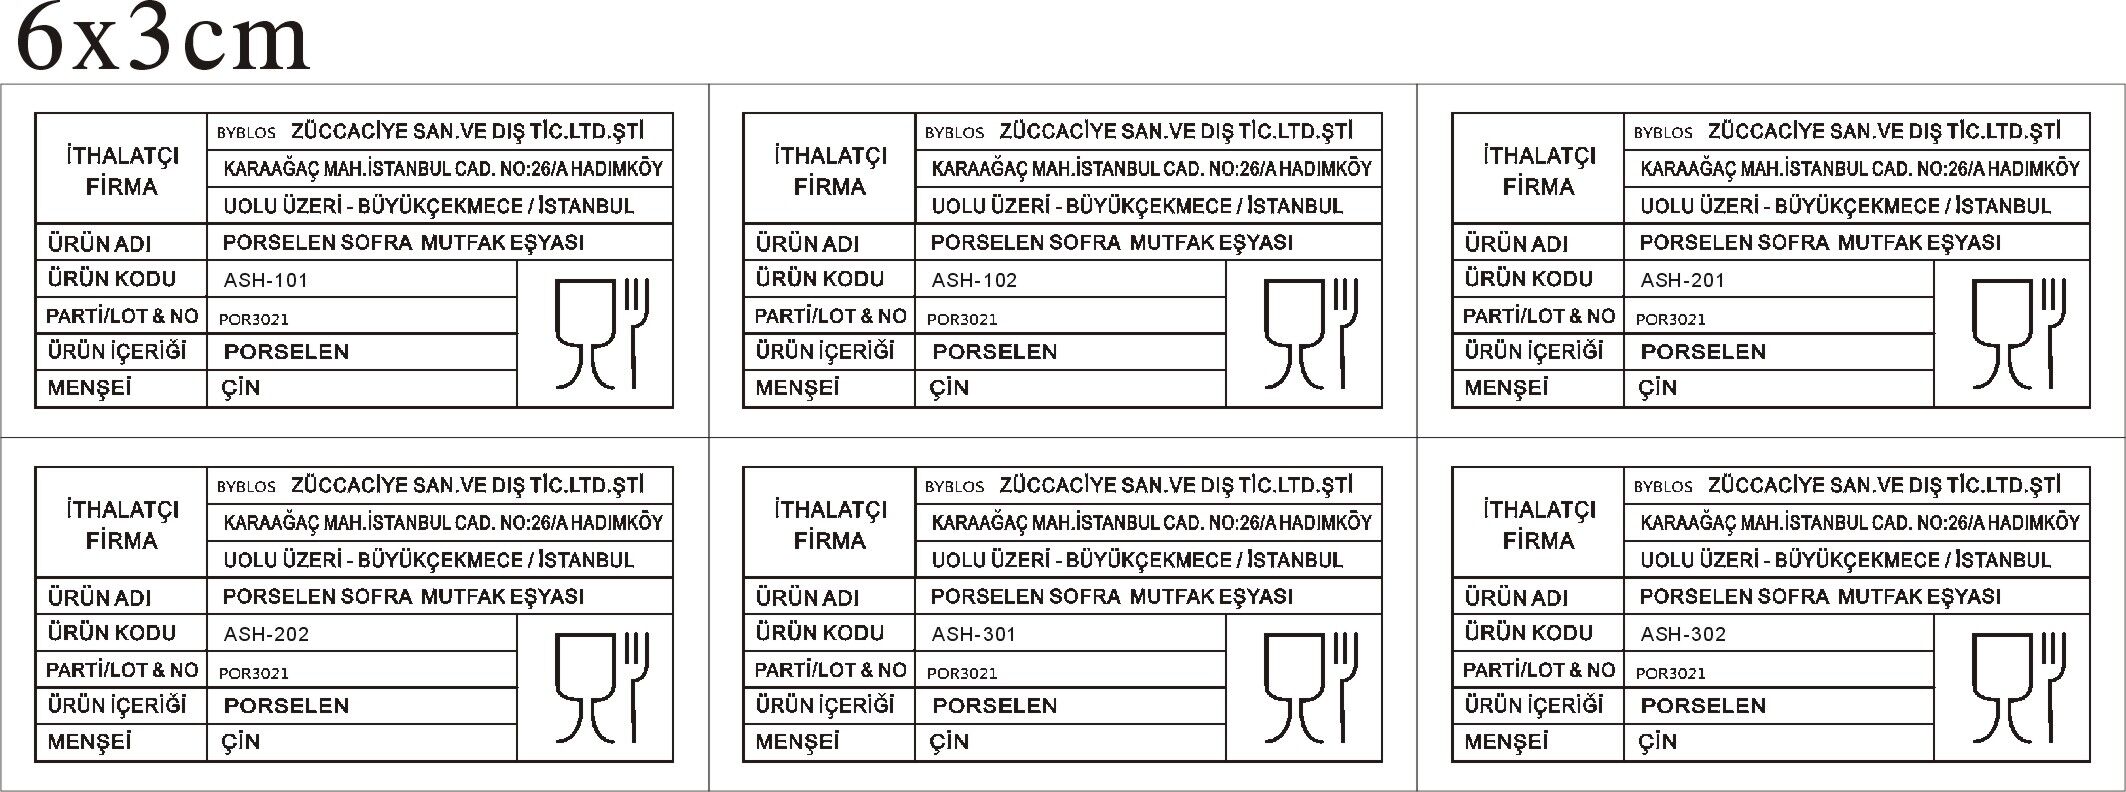 6x3cm
İTHALATÇI FİRMA
BYBLOS ZÜCCACİYE SAN.VE DIŞ TİC.LTD.ŞTİ
KARAAĞAÇ MAH.İSTANBUL CAD. NO:26/A HADIMKÖY
UOLU ÜZERİ - BÜYÜKÇEKMECE / İSTANBUL
ÜRÜN ADI PORSELEN SOFRA MUTFAK EŞYASI
ÜRÜN KODU ASH-101
PARTİ/LOT & NO POR3021
ÜRÜN İÇERİĞİ PORSELEN
MENŞEİ ÇİN
İTHALATÇI FİRMA
BYBLOS ZÜCCACİYE SAN.VE DIŞ TİC.LTD.ŞTİ
KARAAĞAÇ MAH.İSTANBUL CAD. NO:26/A HADIMKÖY
UOLU ÜZERİ - BÜYÜKÇEKMECE / İSTANBUL
ÜRÜN ADI PORSELEN SOFRA MUTFAK EŞYASI
ÜRÜN KODU ASH-102
PARTİ/LOT & NO POR3021
ÜRÜN İÇERİĞİ PORSELEN
MENŞEİ ÇİN
İTHALATÇI FİRMA
BYBLOS ZÜCCACİYE SAN.VE DIŞ TİC.LTD.ŞTİ
KARAAĞAÇ MAH.İSTANBUL CAD. NO:26/A HADIMKÖY
UOLU ÜZERİ - BÜYÜKÇEKMECE / İSTANBUL
ÜRÜN ADI PORSELEN SOFRA MUTFAK EŞYASI
ÜRÜN KODU ASH-201
PARTİ/LOT & NO POR3021
ÜRÜN İÇERİĞİ PORSELEN
MENŞEİ ÇİN
İTHALATÇI FİRMA
BYBLOS ZÜCCACİYE SAN.VE DIŞ TİC.LTD.ŞTİ
KARAAĞAÇ MAH.İSTANBUL CAD. NO:26/A HADIMKÖY
UOLU ÜZERİ - BÜYÜKÇEKMECE / İSTANBUL
ÜRÜN ADI PORSELEN SOFRA MUTFAK EŞYASI
ÜRÜN KODU ASH-202
PARTİ/LOT & NO POR3021
ÜRÜN İÇERİĞİ PORSELEN
MENŞEİ ÇİN
İTHALATÇI FİRMA
BYBLOS ZÜCCACİYE SAN.VE DIŞ TİC.LTD.ŞTİ
KARAAĞAÇ MAH.İSTANBUL CAD. NO:26/A HADIMKÖY
UOLU ÜZERİ - BÜYÜKÇEKMECE / İSTANBUL
ÜRÜN ADI PORSELEN SOFRA MUTFAK EŞYASI
ÜRÜN KODU ASH-301
PARTİ/LOT & NO POR3021
ÜRÜN İÇERİĞİ PORSELEN
MENŞEİ ÇİN
İTHALATÇI FİRMA
BYBLOS ZÜCCACİYE SAN.VE DIŞ TİC.LTD.ŞTİ
KARAAĞAÇ MAH.İSTANBUL CAD. NO:26/A HADIMKÖY
UOLU ÜZERİ - BÜYÜKÇEKMECE / İSTANBUL
ÜRÜN ADI PORSELEN SOFRA MUTFAK EŞYASI
ÜRÜN KODU ASH-302
PARTİ/LOT & NO POR3021
ÜRÜN İÇERİĞİ PORSELEN
MENŞEİ ÇİN